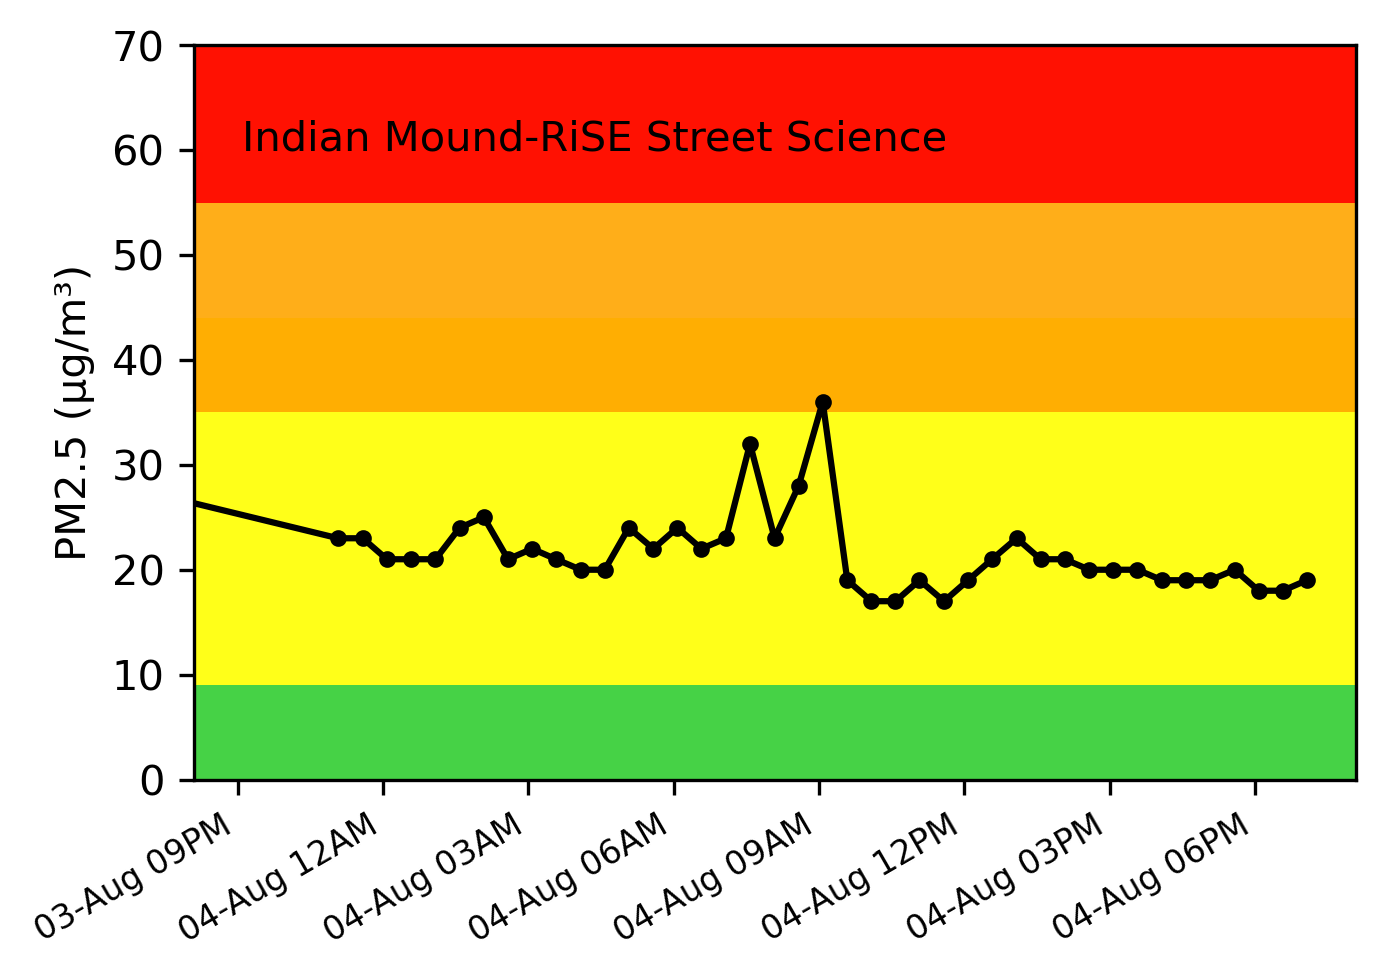 70
Indian Mound-RiSE Street Science
60
50
40
30
20
10
0
PM2.5 (µg/m³)
03-Aug 09PM
04-Aug 12AM
04-Aug 03AM
04-Aug 06AM
04-Aug 09AM
04-Aug 12PM
04-Aug 03PM
04-Aug 06PM